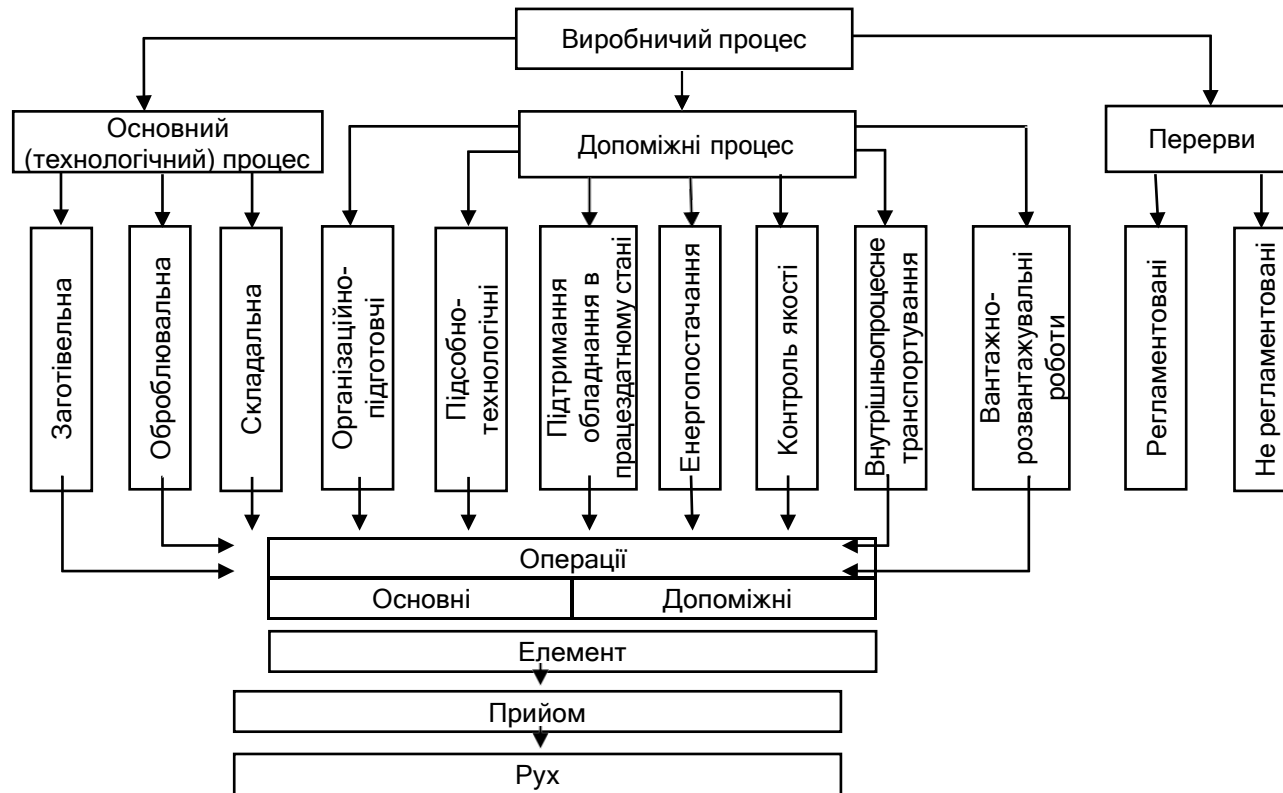 Виробничий процес
Основний
(технологічний) процес
Допоміжні процес
Перерви
Заготівельна
Оброблювальна
Складальна
Організаційно-
підготовчі
Підсобно-
технологічні
Підтримання
обладнання в
працездатному стані
Енергопостачання
Контроль якості
Внутрішньопроцесне
транспортування
Вантажно-
розвантажувальні
роботи
Регламентовані
Не регламентовані
Операції
Основні
Допоміжні
Елемент
Прийом
Рух